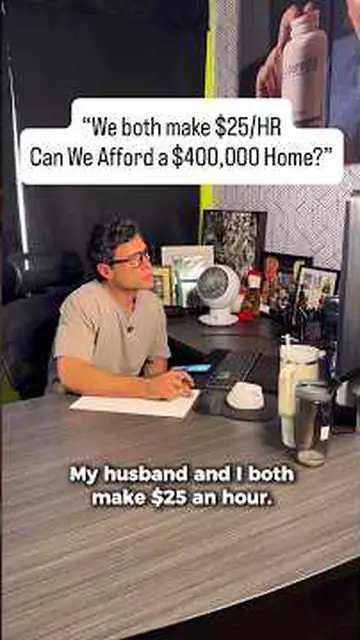 “We both make $25/HR
Can We Afford a $400,000 Home?”
My husband and I both
make $25 an hour.